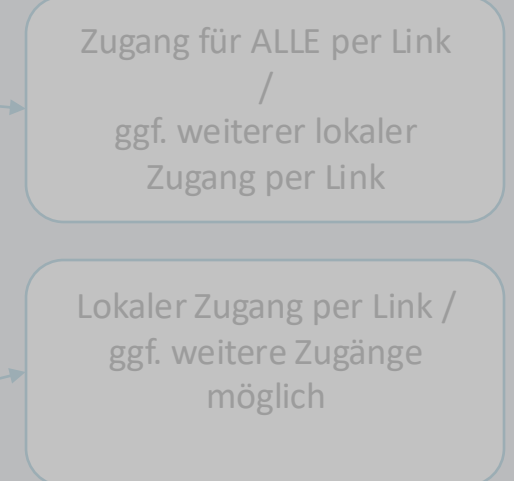 Zugang für ALLE per Link
/
ggf. weiterer lokaler
Zugang per Link
Lokaler Zugang per Link /
ggf. weitere Zugänge
möglich